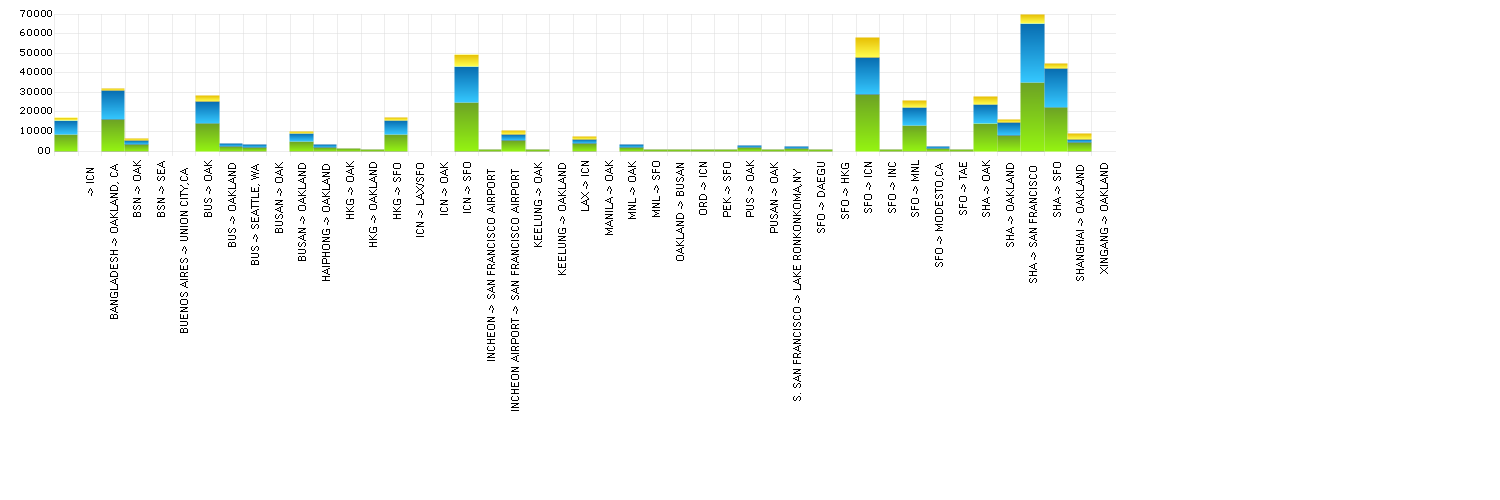 70000
60000
50000
40000
30000
20000
10000
00
-> ICN
BANGLADESH -> OAKLAND, CA
BSN -> OAK
BSN -> SEA
BUENOS AIRES -> UNION CITY,CA
BUS -> OAK
BUS -> OAKLAND
BUS -> SEATTLE, WA
BUSAN -> OAK
BUSAN -> OAKLAND
HAIPHONG -> OAKLAND
HKG -> OAK
HKG -> OAKLAND
HKG -> SFO
ICN -> LAX/SFO
ICN -> OAK
ICN -> SFO
INCHEON -> SAN FRANCISCO AIRPORT
INCHEON AIRPORT -> SAN FRANCISCO AIRPORT
KEELUNG -> OAK
KEELUNG -> OAKLAND
LAX -> ICN
MANILA -> OAK
MNL -> OAK
MNL -> SFO
OAKLAND -> BUSAN
ORD -> ICN
PEK -> SFO
PUS -> OAK
PUSAN -> OAK
S. SAN FRANCISCO -> LAKE RONKONKOMA,NY
SFO -> DAEGU
SFO -> HKG
SFO -> ICN
SFO -> INC
SFO -> MNL
SFO -> MODESTO,CA
SFO -> TAE
SHA -> OAK
SHA -> OAKLAND
SHA -> SAN FRANCISCO
SHA -> SFO
SHANGHAI -> OAKLAND
XINGANG -> OAKLAND